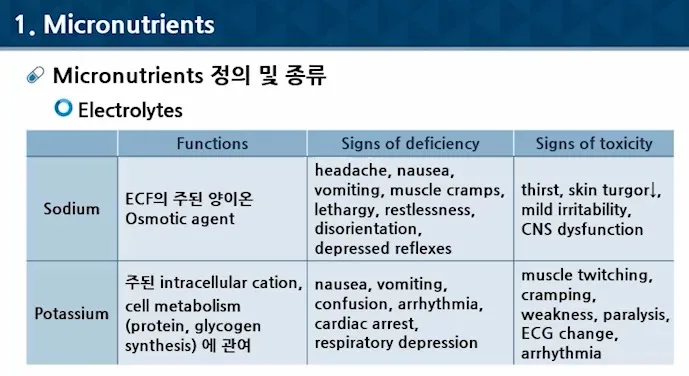 1. Micronutrients
Micronutrients 정의 및 종류
Electrolytes
Functions
Signs of deficiency
Signs of toxicity
Sodium
ECF의 주된 양이온
Osmotic agent
headache, nausea,
vomiting, muscle cramps,
lethargy, restlessness,
disorientation,
depressed reflexes
thirst, skin turgor↓,
mild irritability,
CNS dysfunction
Potassium
주된 intracellular cation,
cell metabolism
(protein, glycogen
synthesis) 에 관여
nausea, vomiting,
confusion, arrhythmia,
cardiac arrest,
respiratory depression
muscle twitching,
cramping,
weakness, paralysis,
ECG change,
arrhythmia